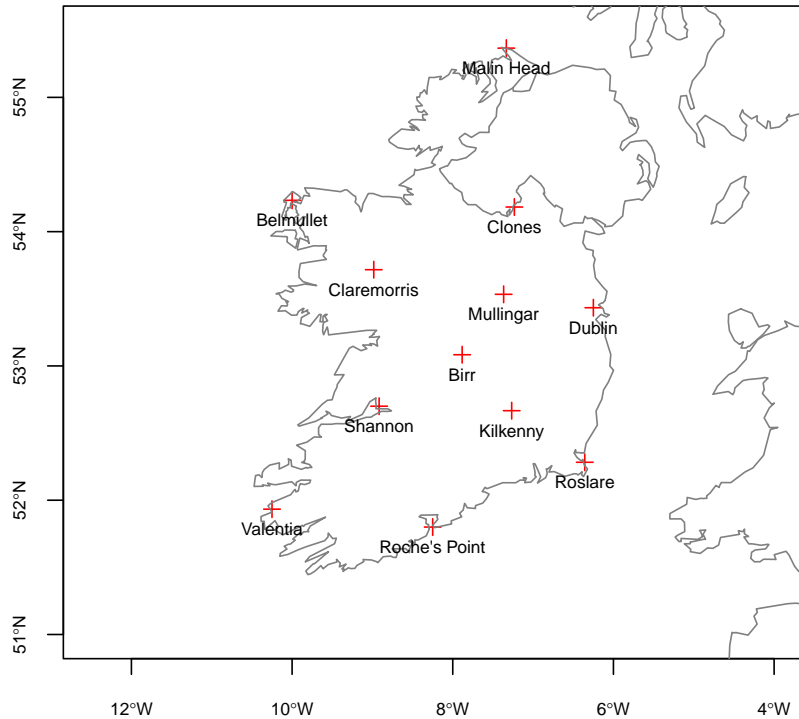 Malin Head
55°N
Belmullet
Clones
54°N
Claremorris
Mullingar
Dublin
53°N
Birr
Shannon
Kilkenny
Roslare
52°N
Valentia
Roche's Point
51°N
12°W
10°W
8°W
6°W
4°W